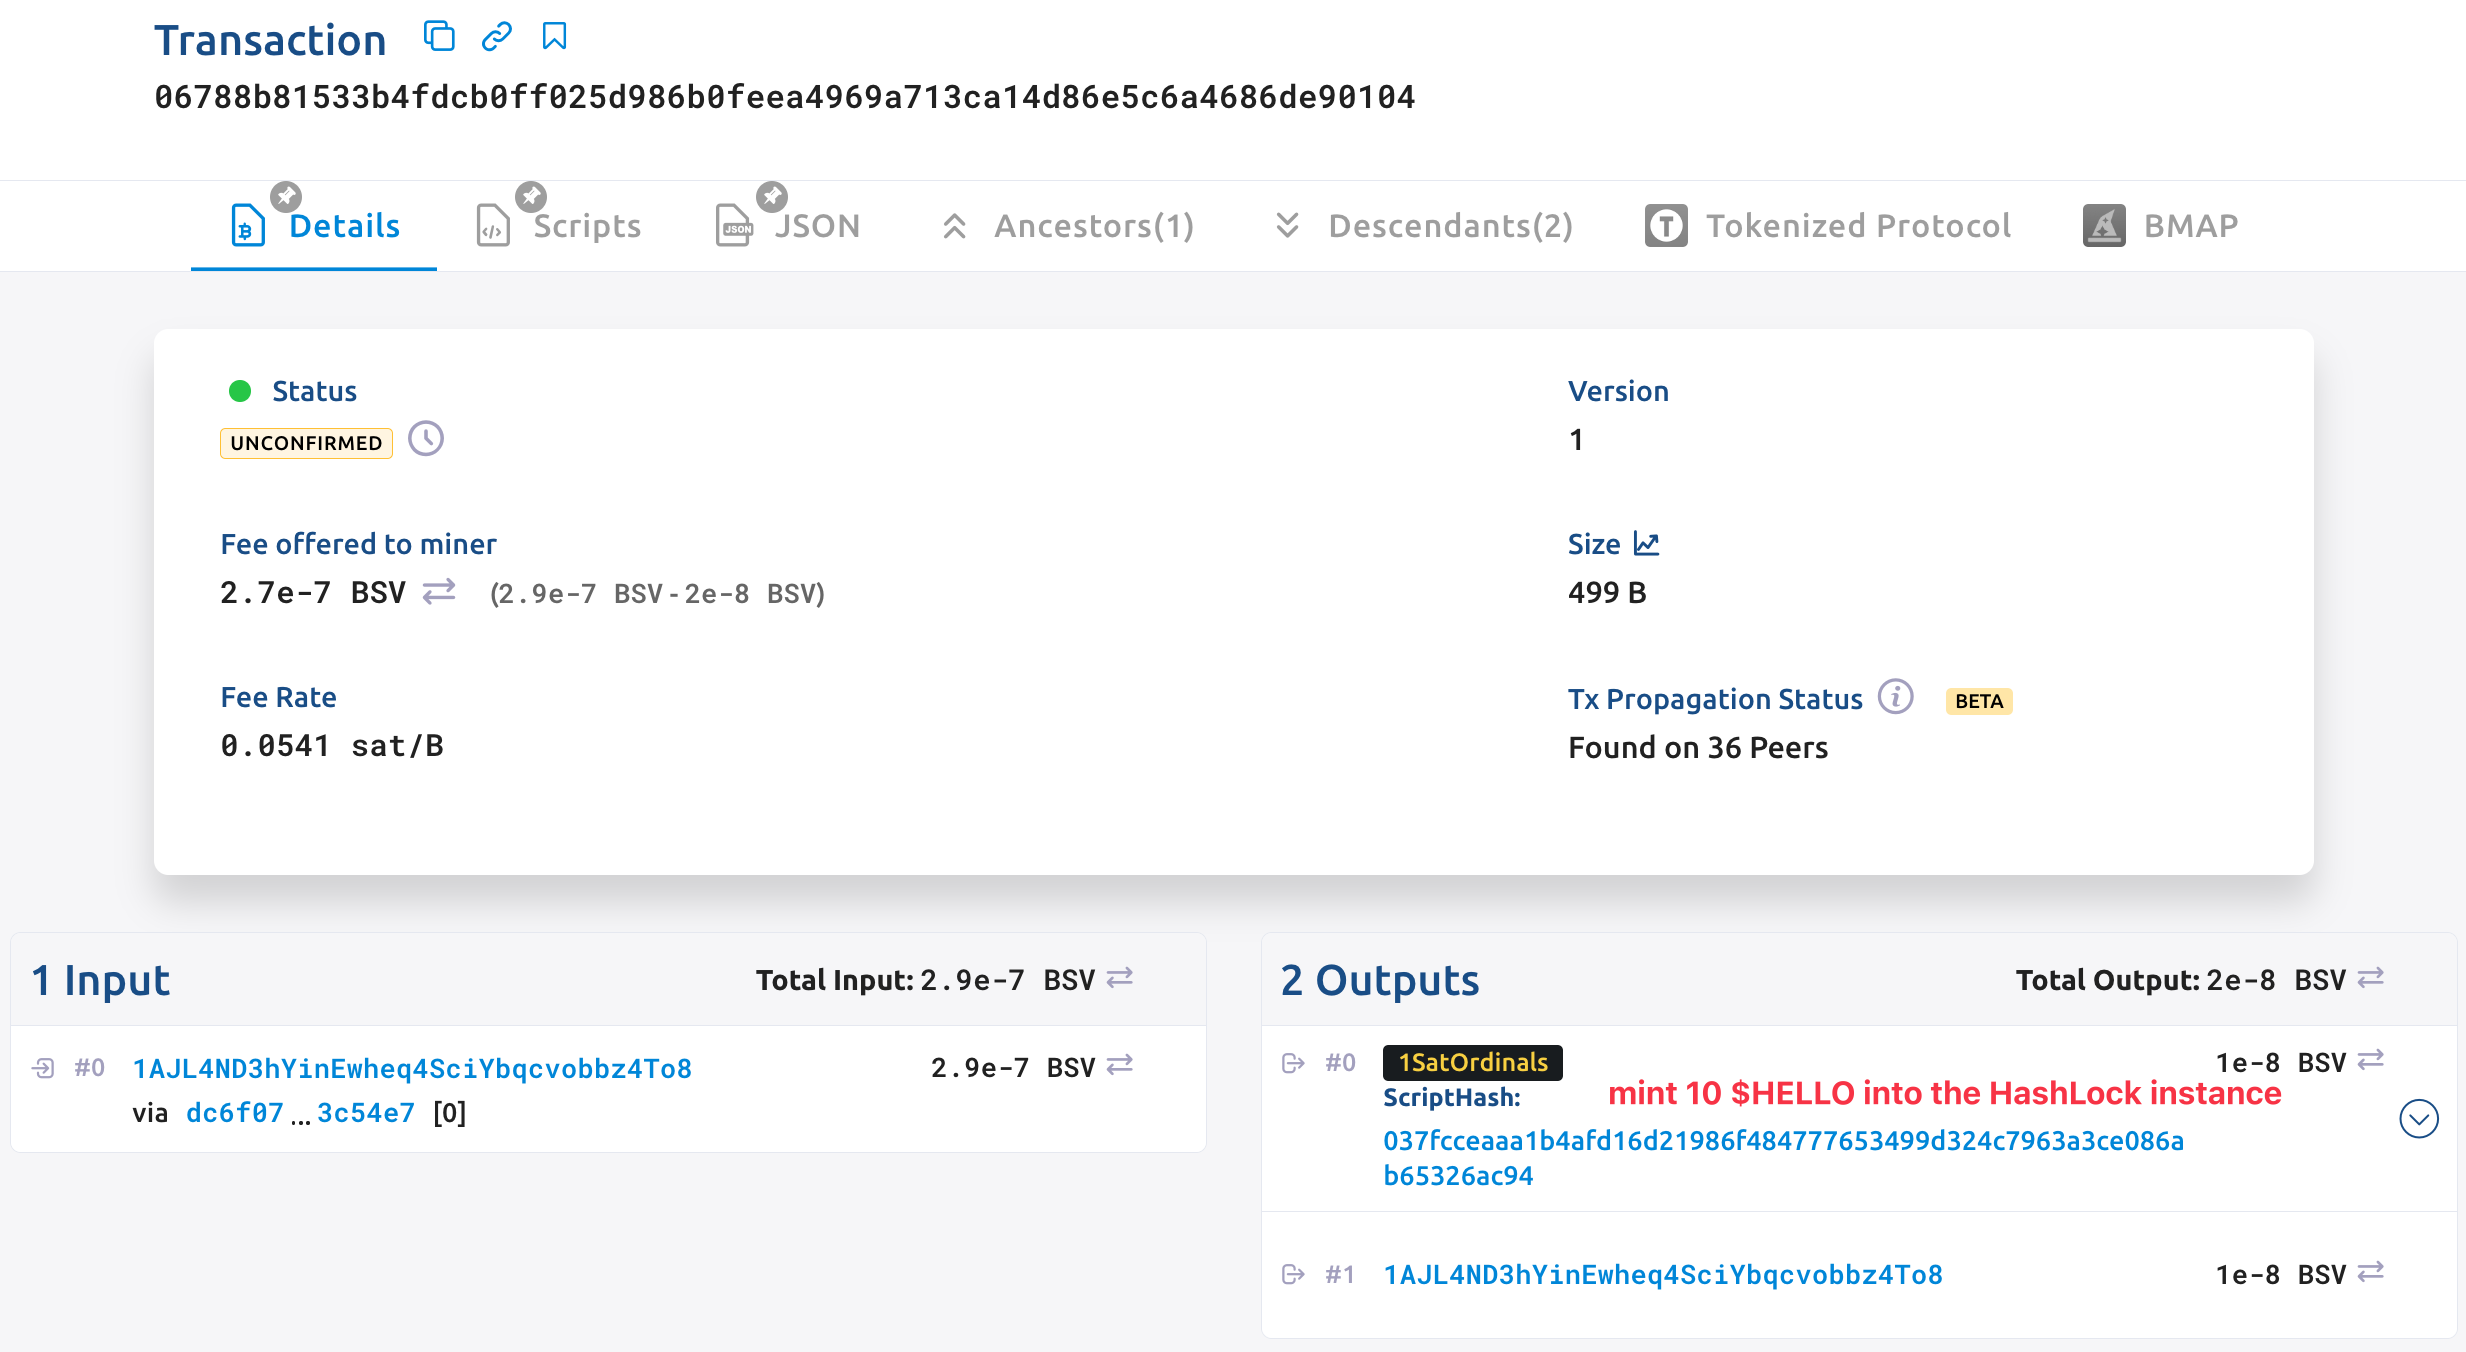 Transaction
06788b81533b4fdcb0ff025d986b0feea4969a713ca14d86e5c6a4686de90104
Details
Scripts
JSON
Ancestors(1)
Descendants(2)
Tokenized Protocol
BMAP
Status
UNCONFIRMED
Version
1
Fee offered to miner
2.7e-7 BSV (2.9e-7 BSV-2e-8 BSV)
Size
499 B
Fee Rate
0.0541 sat/B
Tx Propagation Status BETA
Found on 36 Peers
1 Input
Total Input: 2.9e-7 BSV
#0 1AJL4ND3hYinEwheq4SciYbqcvobbz4To8 2.9e-7 BSV
via dc6f07...3c54e7 [0]
2 Outputs
Total Output: 2e-8 BSV
#0 1SatOrdinals 1e-8 BSV
ScriptHash: mint 10 $HELLO into the HashLock instance
037fcceaaa1b4afd16d21986f484777653499d324c7963a3ce086a
b65326ac94
#1 1AJL4ND3hYinEwheq4SciYbqcvobbz4To8 1e-8 BSV